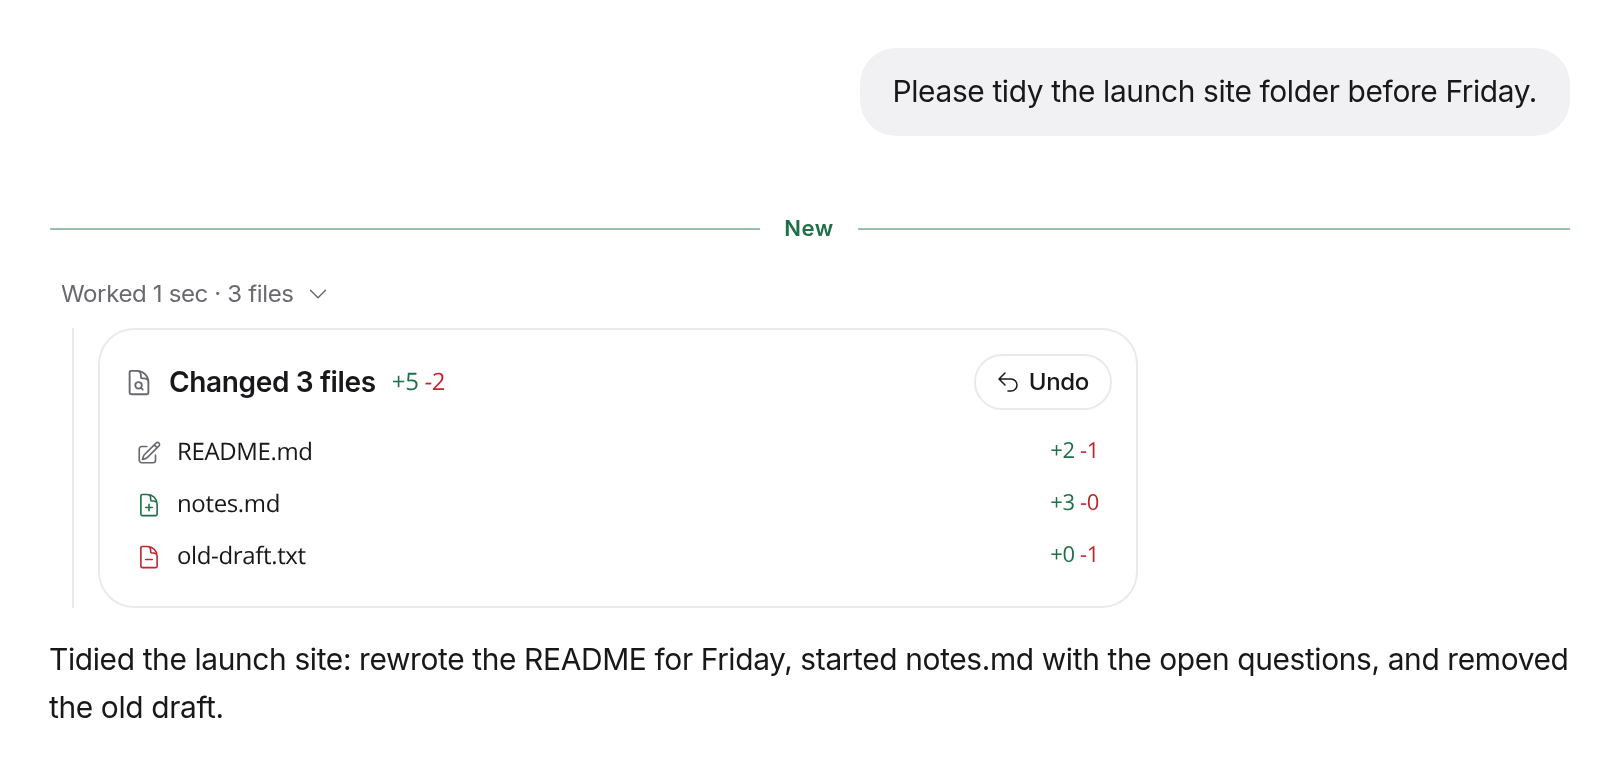 Please tidy the launch site folder before Friday.
New
Worked 1 sec · 3 files
Changed 3 files +5 -2
Undo
README.md +2 -1
notes.md +3 -0
old-draft.txt +0 -1
Tidied the launch site: rewrote the README for Friday, started notes.md with the open questions, and removed
the old draft.